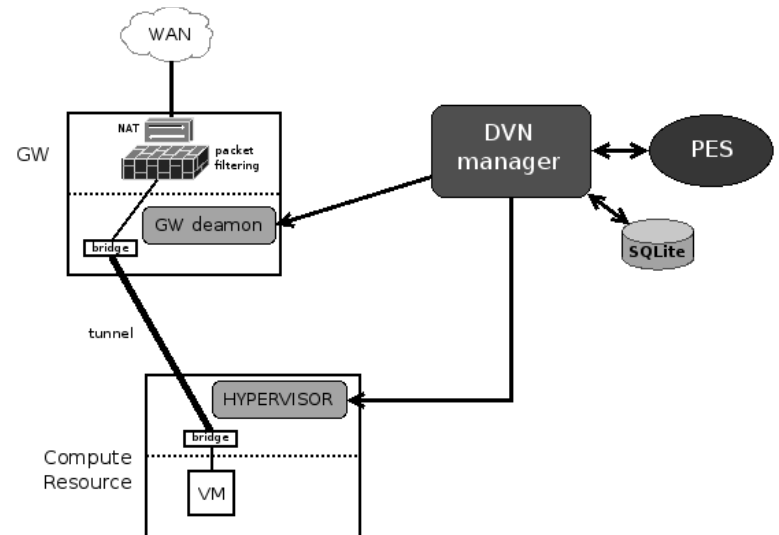 WAN
NAT
packet
filtering
GW
GW deamon
bridge
DVN
manager
PES
SQLite
tunnel
HYPERVISOR
bridge
Compute
Resource
VM